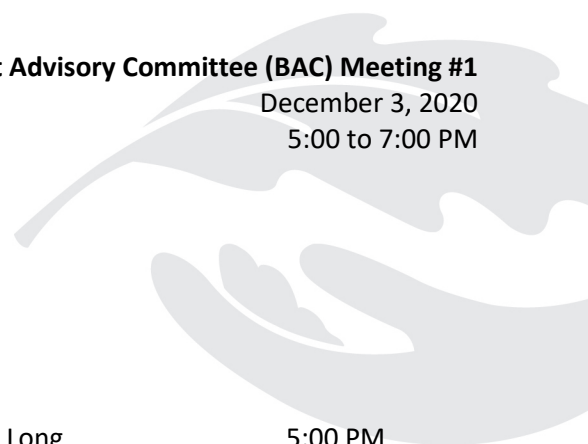 Advisory Committee (BAC) Meeting #1
December 3, 2020
5:00 to 7:00 PM
Long 5:00 PM